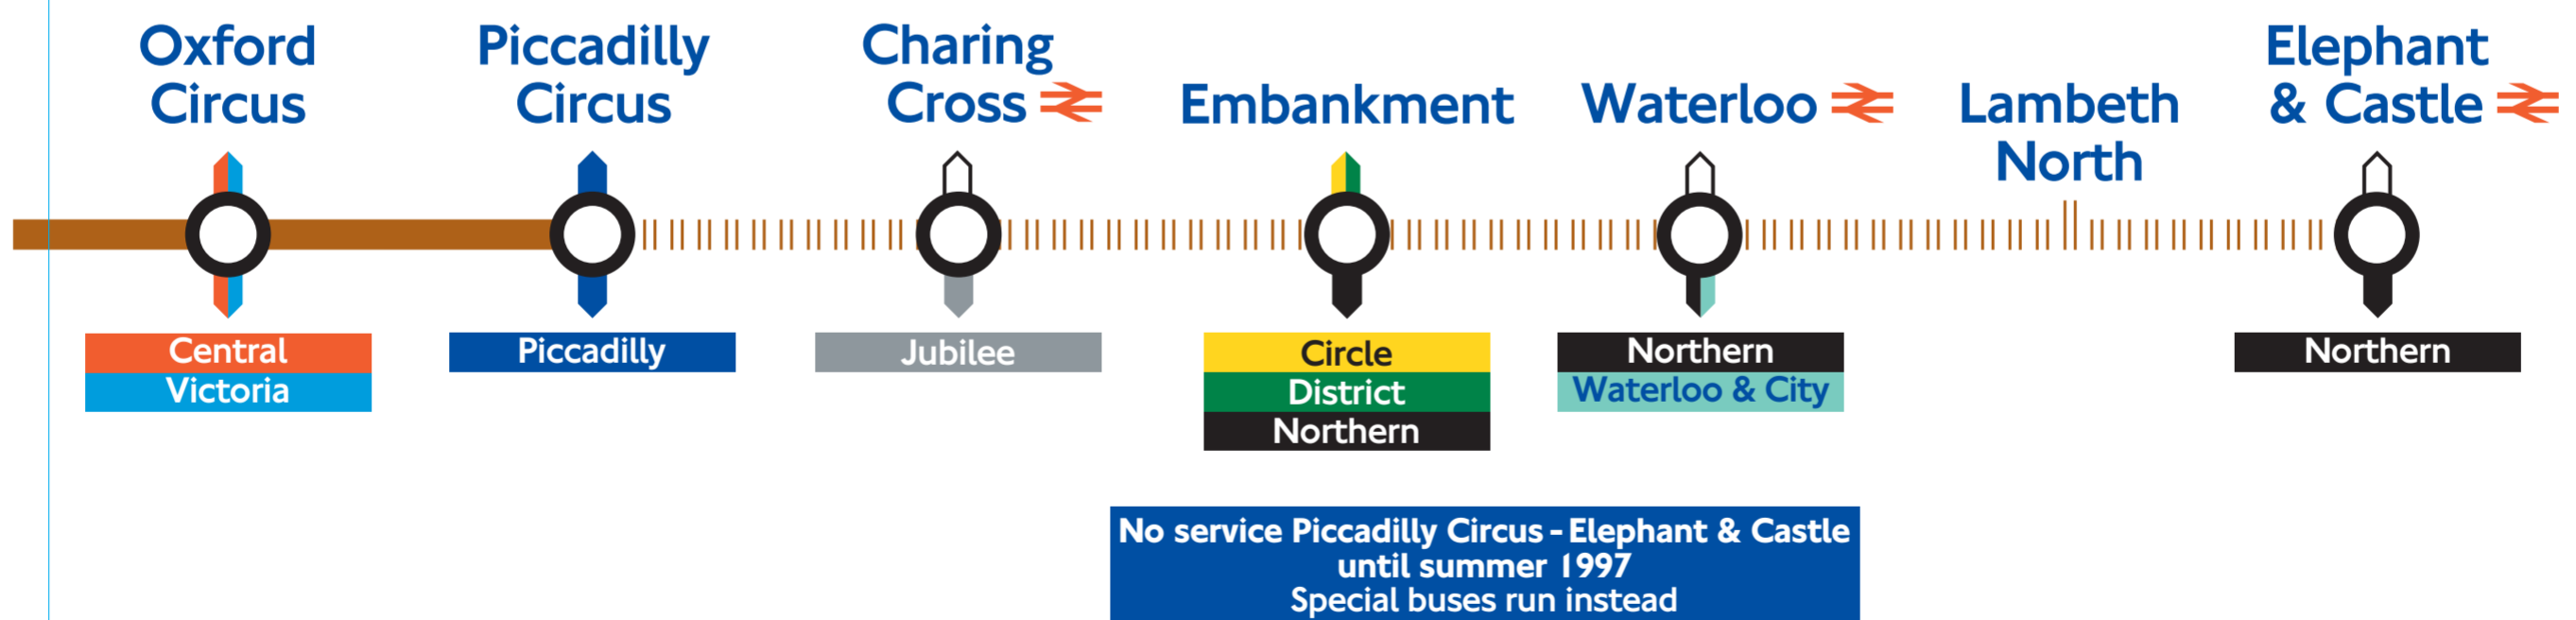 Oxford
Circus
Piccadilly
Circus
Charing
Cross
Embankment
Waterloo
Lambeth
North
Elephant
& Castle
Central
Victoria
Piccadilly
Jubilee
Circle
District
Northern
Northern
Waterloo & City
Northern
No service Piccadilly Circus - Elephant & Castle
until summer 1997
Special buses run instead